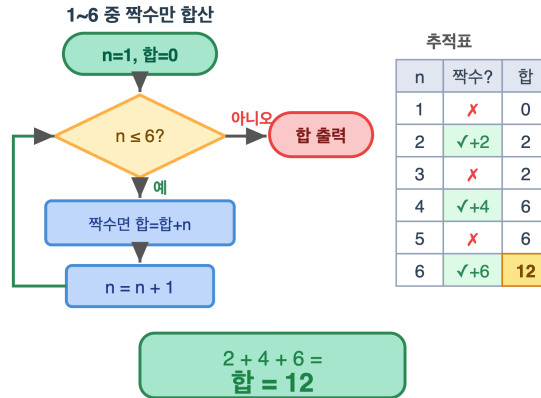 1~6 중 짝수만 합산
n=1, 합=0
n ≤ 6?
아니오
합 출력
예
짝수면 합=합+n
n = n + 1
추적표
n 짝수? 합
1 ✗ 0
2 ✓+2 2
3 ✗ 2
4 ✓+4 6
5 ✗ 6
6 ✓+6 12
2 + 4 + 6 =
합 = 12